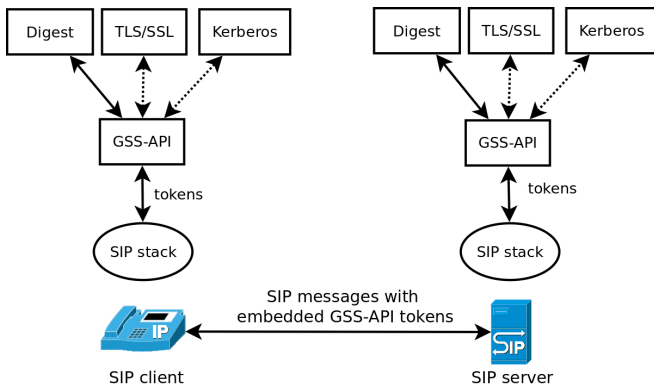 Digest TLS/SSL Kerberos Digest TLS/SSL Kerberos
GSS-API GSS-API
tokens tokens
SIP stack SIP stack
SIP messages with
embedded GSS-API tokens
IP SIP
SIP client SIP server